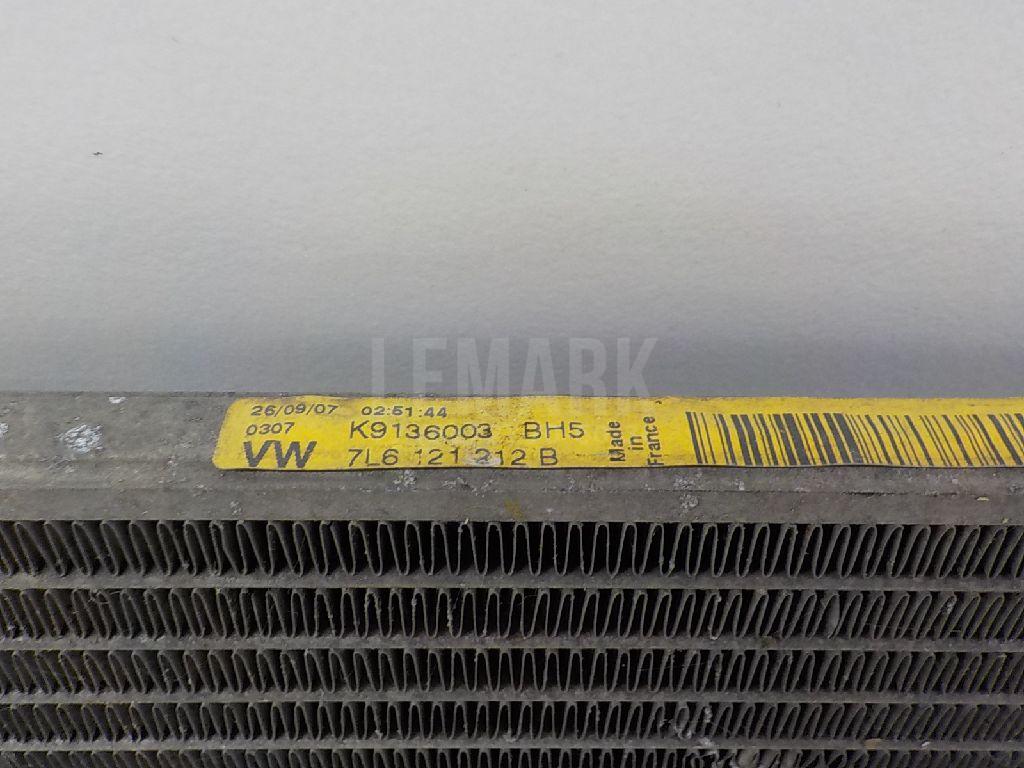 LEMARK
26/09/07 02:51:44
0307 K9136003 BH5
VW 7L6 121 212 B
Made
in
France